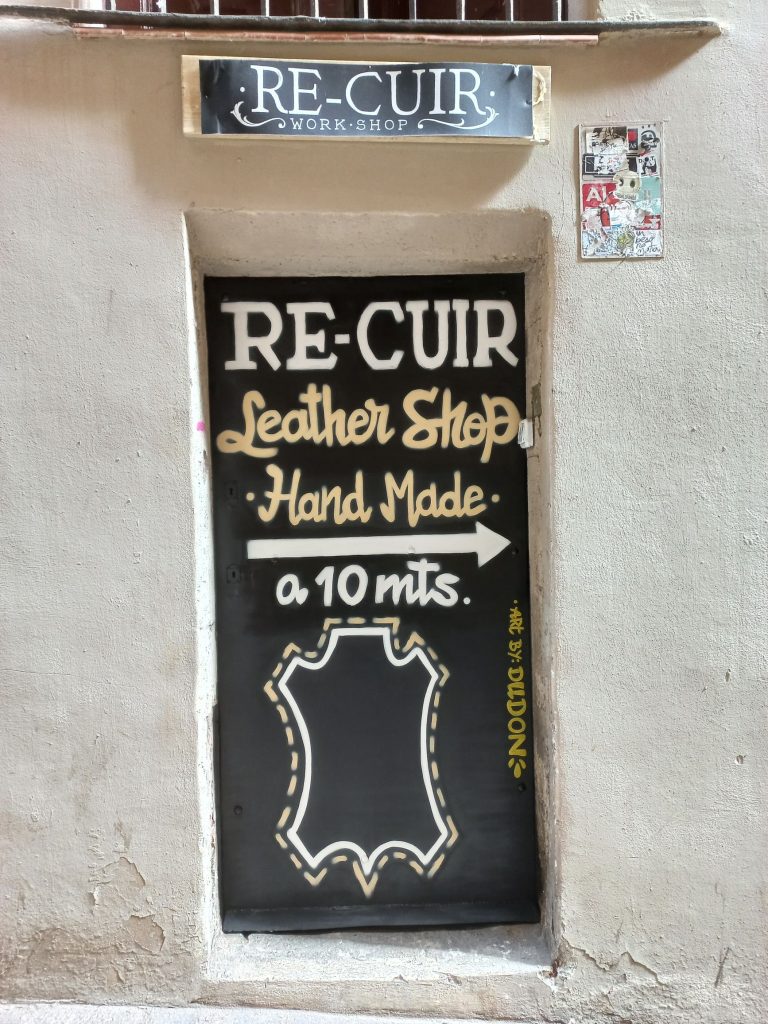 ·RE-CUIR·
WORK·SHOP
RE-CUIR
Leather Shop
·Hand Made·
a 10 mts.
·ART BY: DUDON